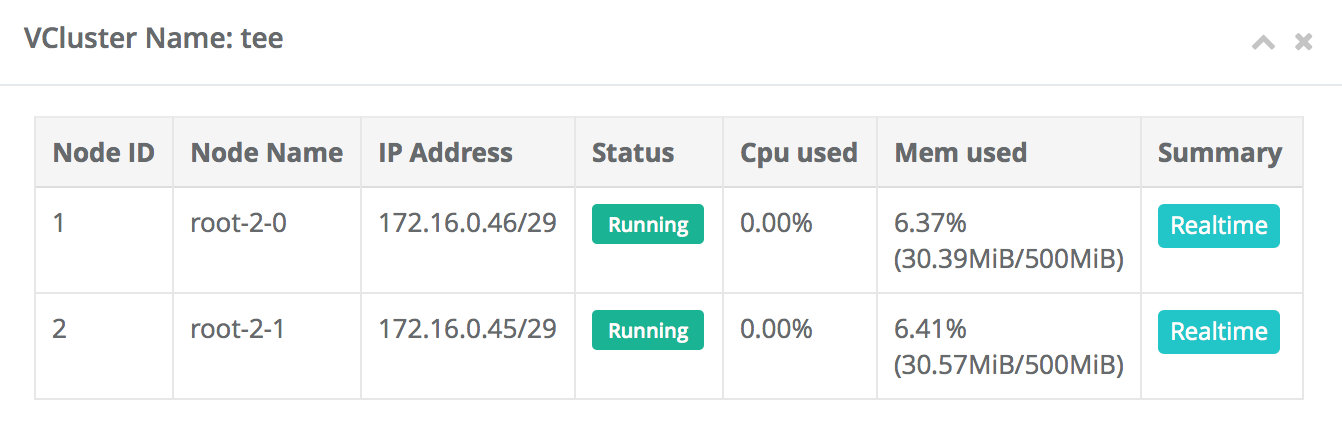 VCluster Name: tee
Node ID Node Name IP Address Status Cpu used Mem used Summary
1 root-2-0 172.16.0.46/29 Running 0.00% 6.37% Realtime
(30.39MiB/500MiB)
2 root-2-1 172.16.0.45/29 Running 0.00% 6.41% Realtime
(30.57MiB/500MiB)